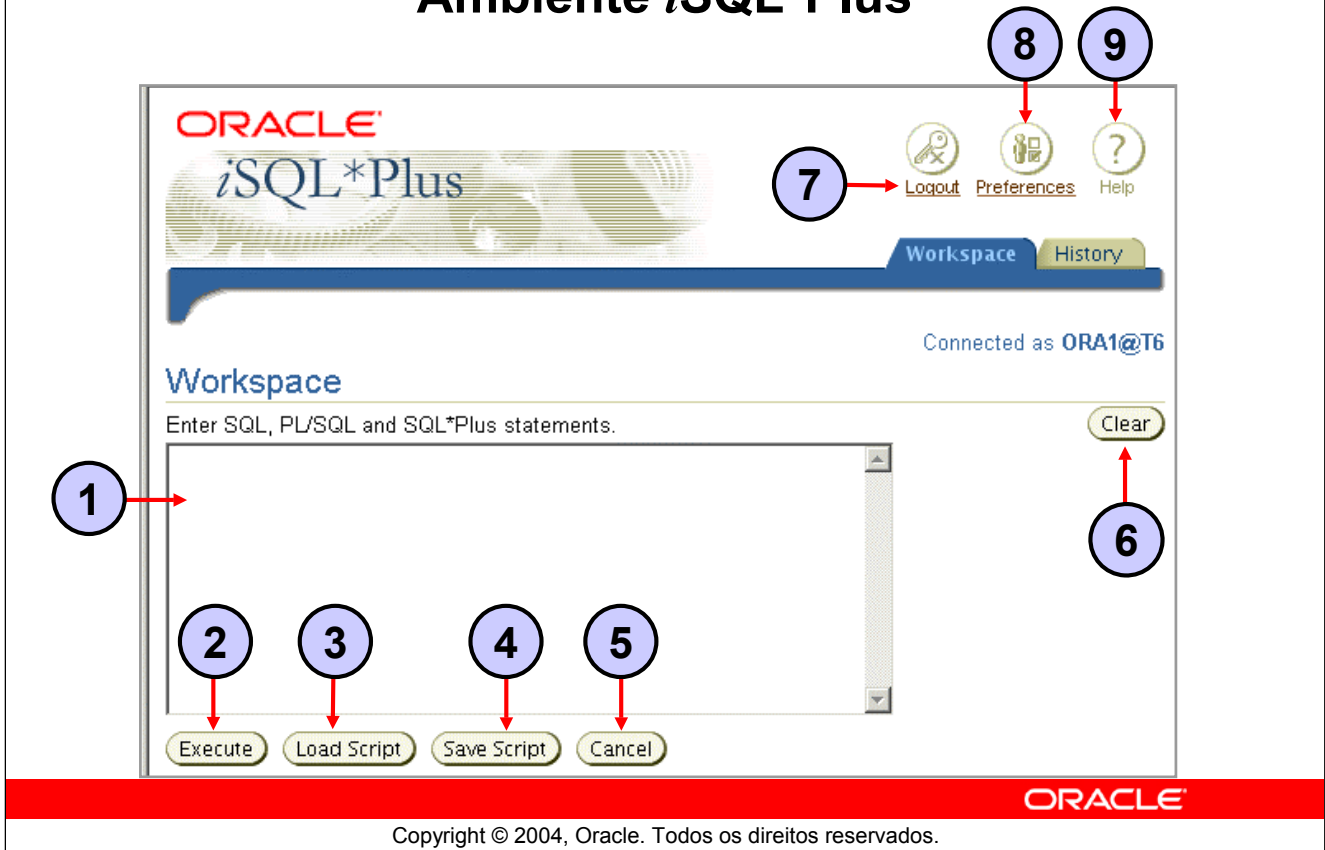 Ambiente iSQL*Plus
8 9
ORACLE
iSQL*Plus
7
Logout Preferences Help
Workspace History
Connected as ORA1@T6
Workspace
Enter SQL, PL/SQL and SQL*Plus statements.
Clear
1
6
2 3 4 5
Execute Load Script Save Script Cancel
ORACLE
Copyright © 2004, Oracle. Todos os direitos reservados.